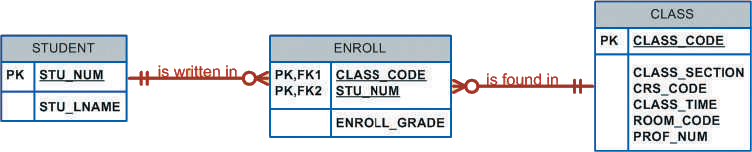 STUDENT
PK STU_NUM
STU_LNAME
is written in
ENROLL
PK,FK1 CLASS_CODE
PK,FK2 STU_NUM
ENROLL_GRADE
is found in
CLASS
PK CLASS_CODE
CLASS_SECTION
CRS_CODE
CLASS_TIME
ROOM_CODE
PROF_NUM